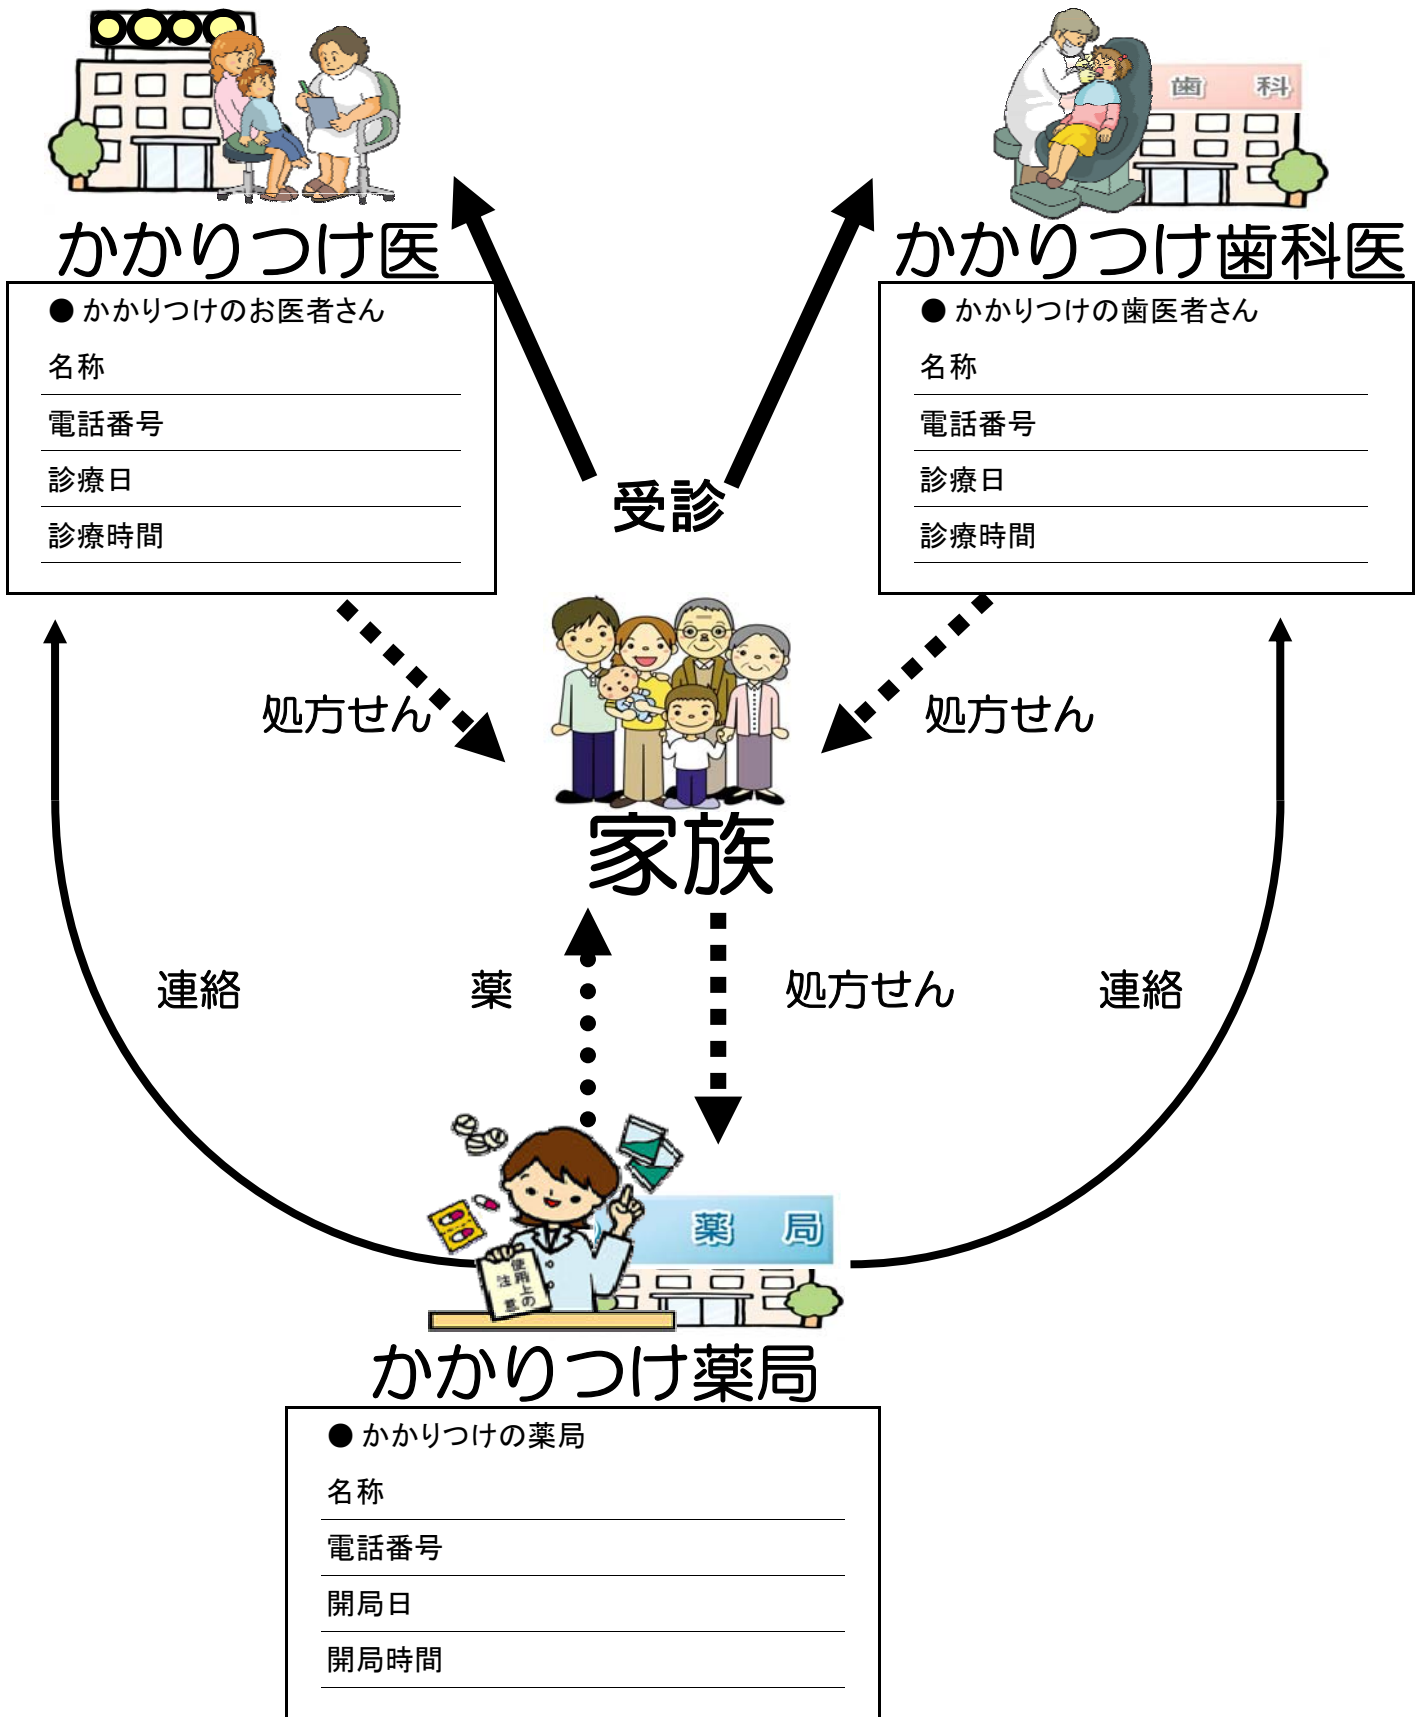 歯 科
かかりつけ医
かかりつけ歯科医
● かかりつけのお医者さん
名称
電話番号
診療日
診療時間
● かかりつけの歯医者さん
名称
電話番号
診療日
診療時間
受診
処方せん
処方せん
家族
連絡
薬
処方せん
連絡
薬 局
使用上の
注意
かかりつけ薬局
● かかりつけの薬局
名称
電話番号
開局日
開局時間